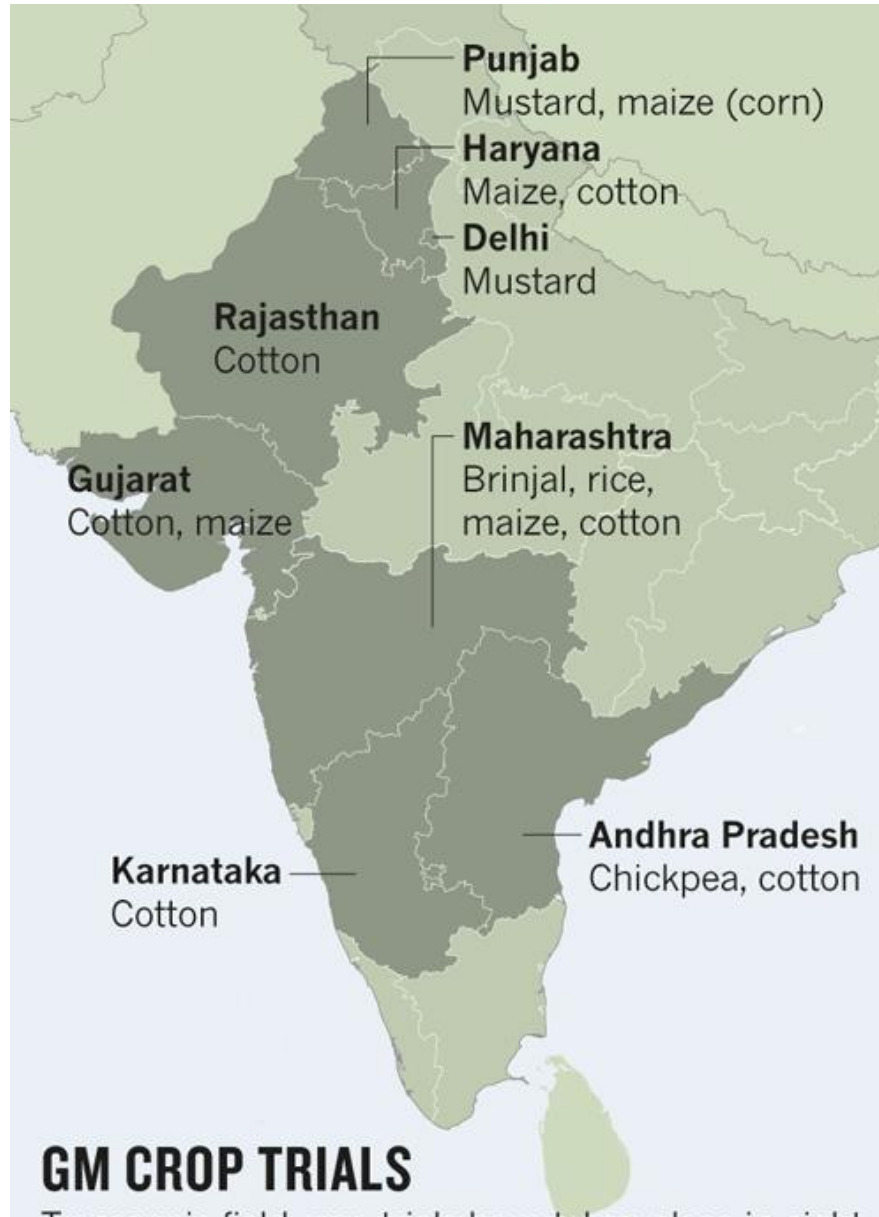 Punjab
Mustard, maize (corn)
Haryana
Maize, cotton
Delhi
Mustard
Rajasthan
Cotton
Maharashtra
Brinjal, rice,
maize, cotton
Gujarat
Cotton, maize
Andhra Pradesh
Chickpea, cotton
Karnataka
Cotton
GM CROP TRIALS